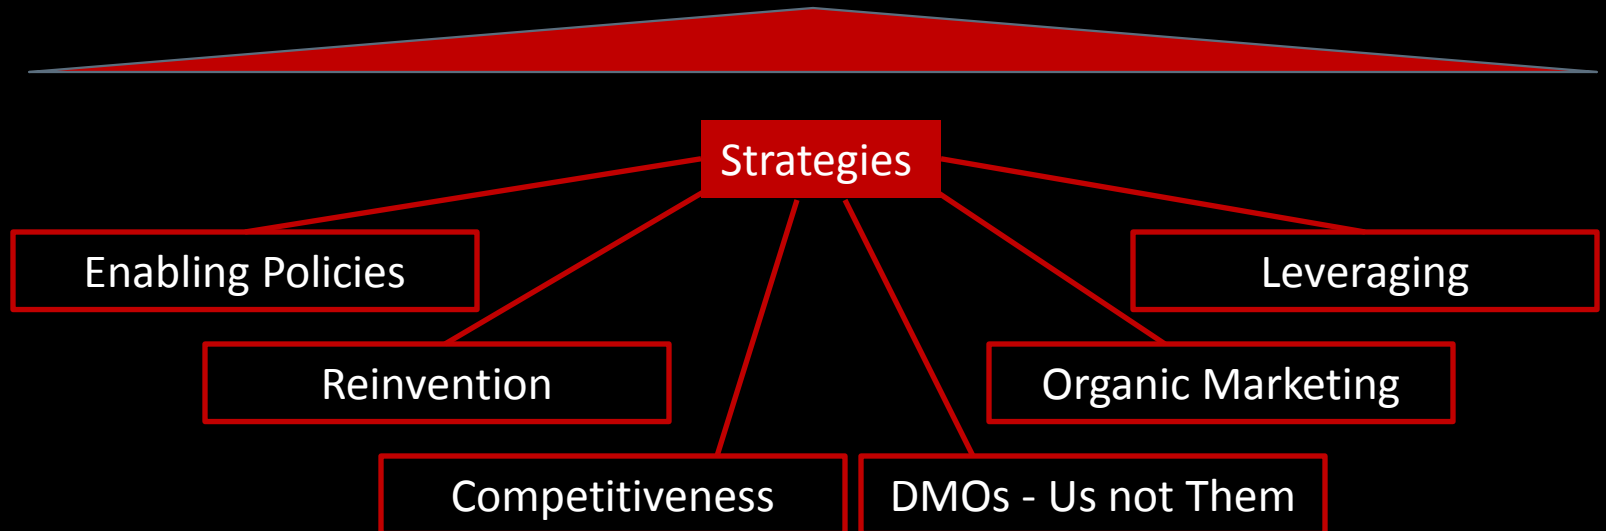 Strategies
Enabling Policies
Leveraging
Reinvention
Organic Marketing
Competitiveness
DMOs - Us not Them